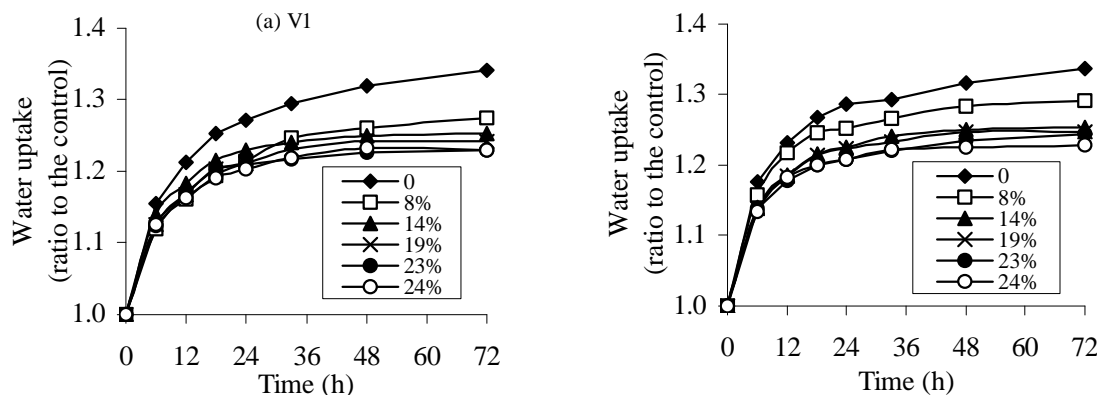 (a) V1
1.4
1.3
1.2
1.1
1.0
Water uptake
(ratio to the control)
0
8%
14%
19%
23%
24%
0 12 24 36 48 60 72
Time (h)
1.4
1.3
1.2
1.1
1.0
Water uptake
(ratio to the control)
0
8%
14%
19%
23%
24%
0 12 24 36 48 60 72
Time (h)